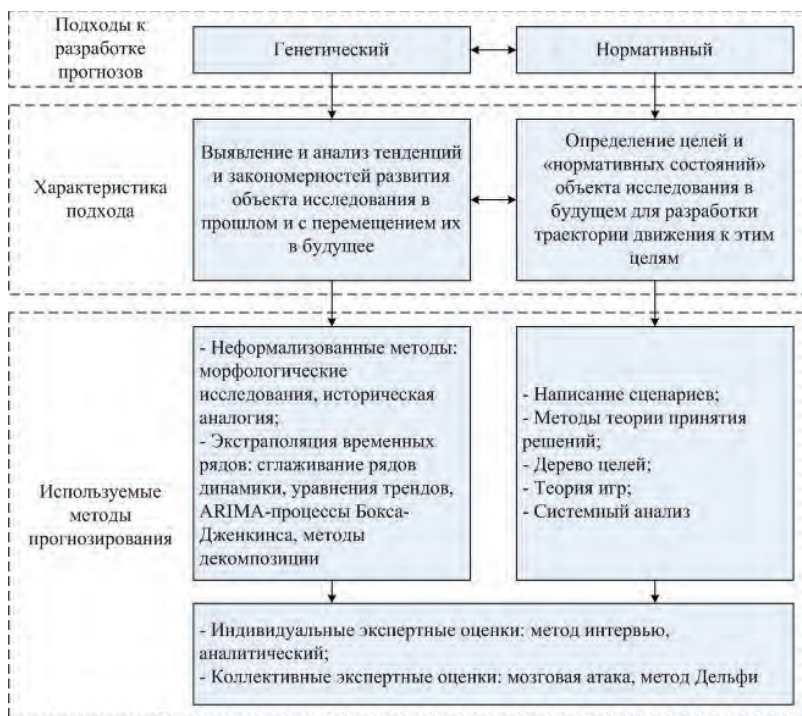 Подходы к
разработке
прогнозов
Генетический
Нормативный
Характеристика
подхода
Выявление и анализ тенденций
и закономерностей развития
объекта исследования в
прошлом и с перемещением их
в будущее
Определение целей и
«нормативных состояний»
объекта исследования в
будущем для разработки
траектории движения к этим
целям
Используемые
методы
прогнозирования
- Неформализованные методы:
морфологические
исследования, историческая
аналогия;
- Экстраполяция временных
рядов: сглаживание рядов
динамики, уравнения трендов,
ARIMA-процессы Бокса-
Дженкинса, методы
декомпозиции
- Написание сценариев;
- Методы теории принятия
решений;
- Дерево целей;
- Теория игр;
- Системный анализ
- Индивидуальные экспертные оценки: метод интервью,
аналитический;
- Коллективные экспертные оценки: мозговая атака, метод Дельфи